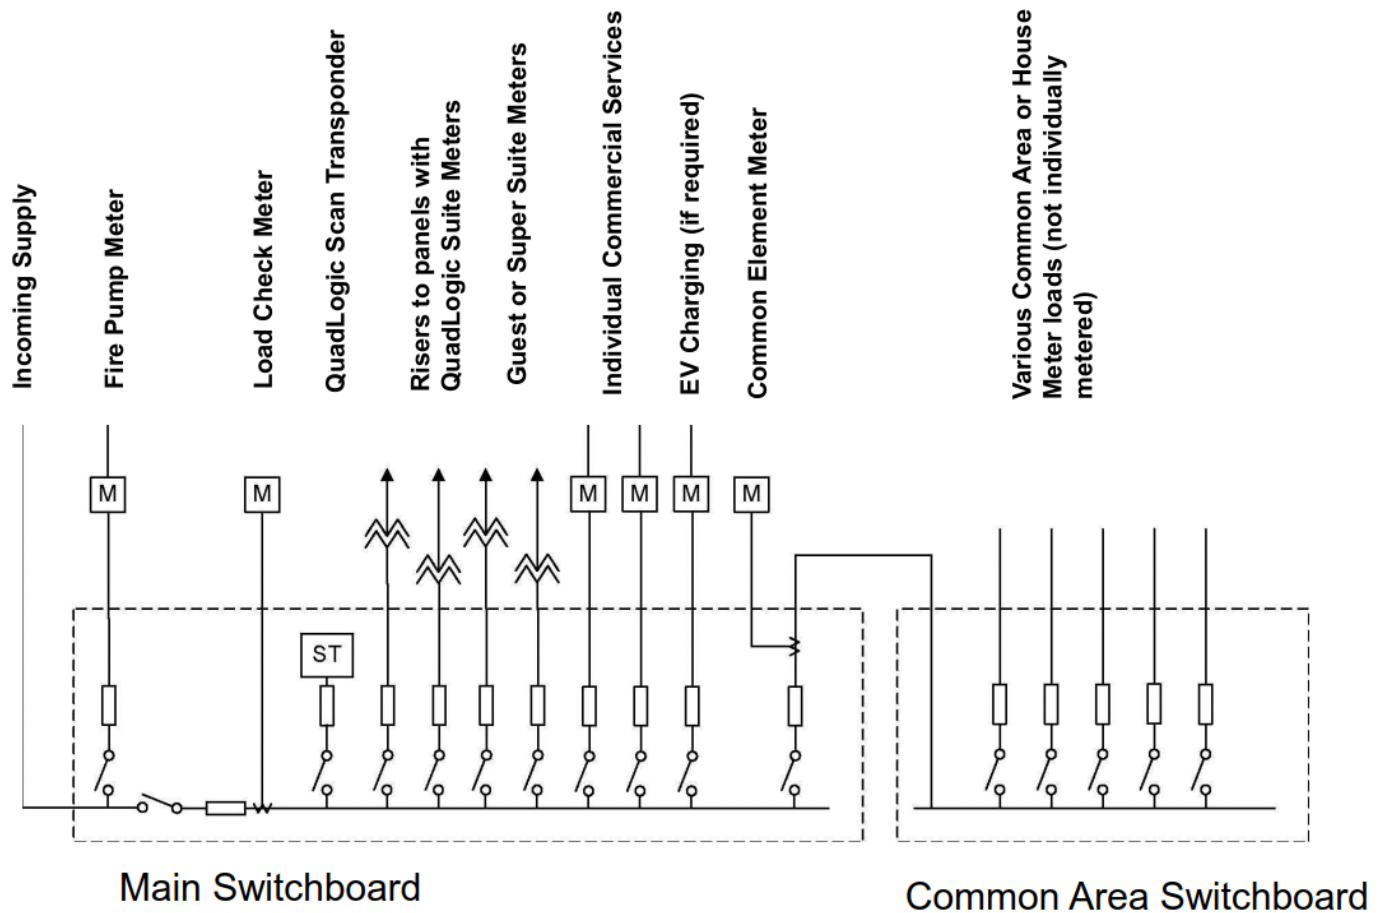 Incoming Supply
Fire Pump Meter
Load Check Meter
QuadLogic Scan Transponder
Risers to panels with
QuadLogic Suite Meters
Guest or Super Suite Meters
Individual Commercial Services
EV Charging (if required)
Common Element Meter
Various Common Area or House
Meter loads (not individually
metered)
M
M
M
M
M
M
ST
Main Switchboard
Common Area Switchboard